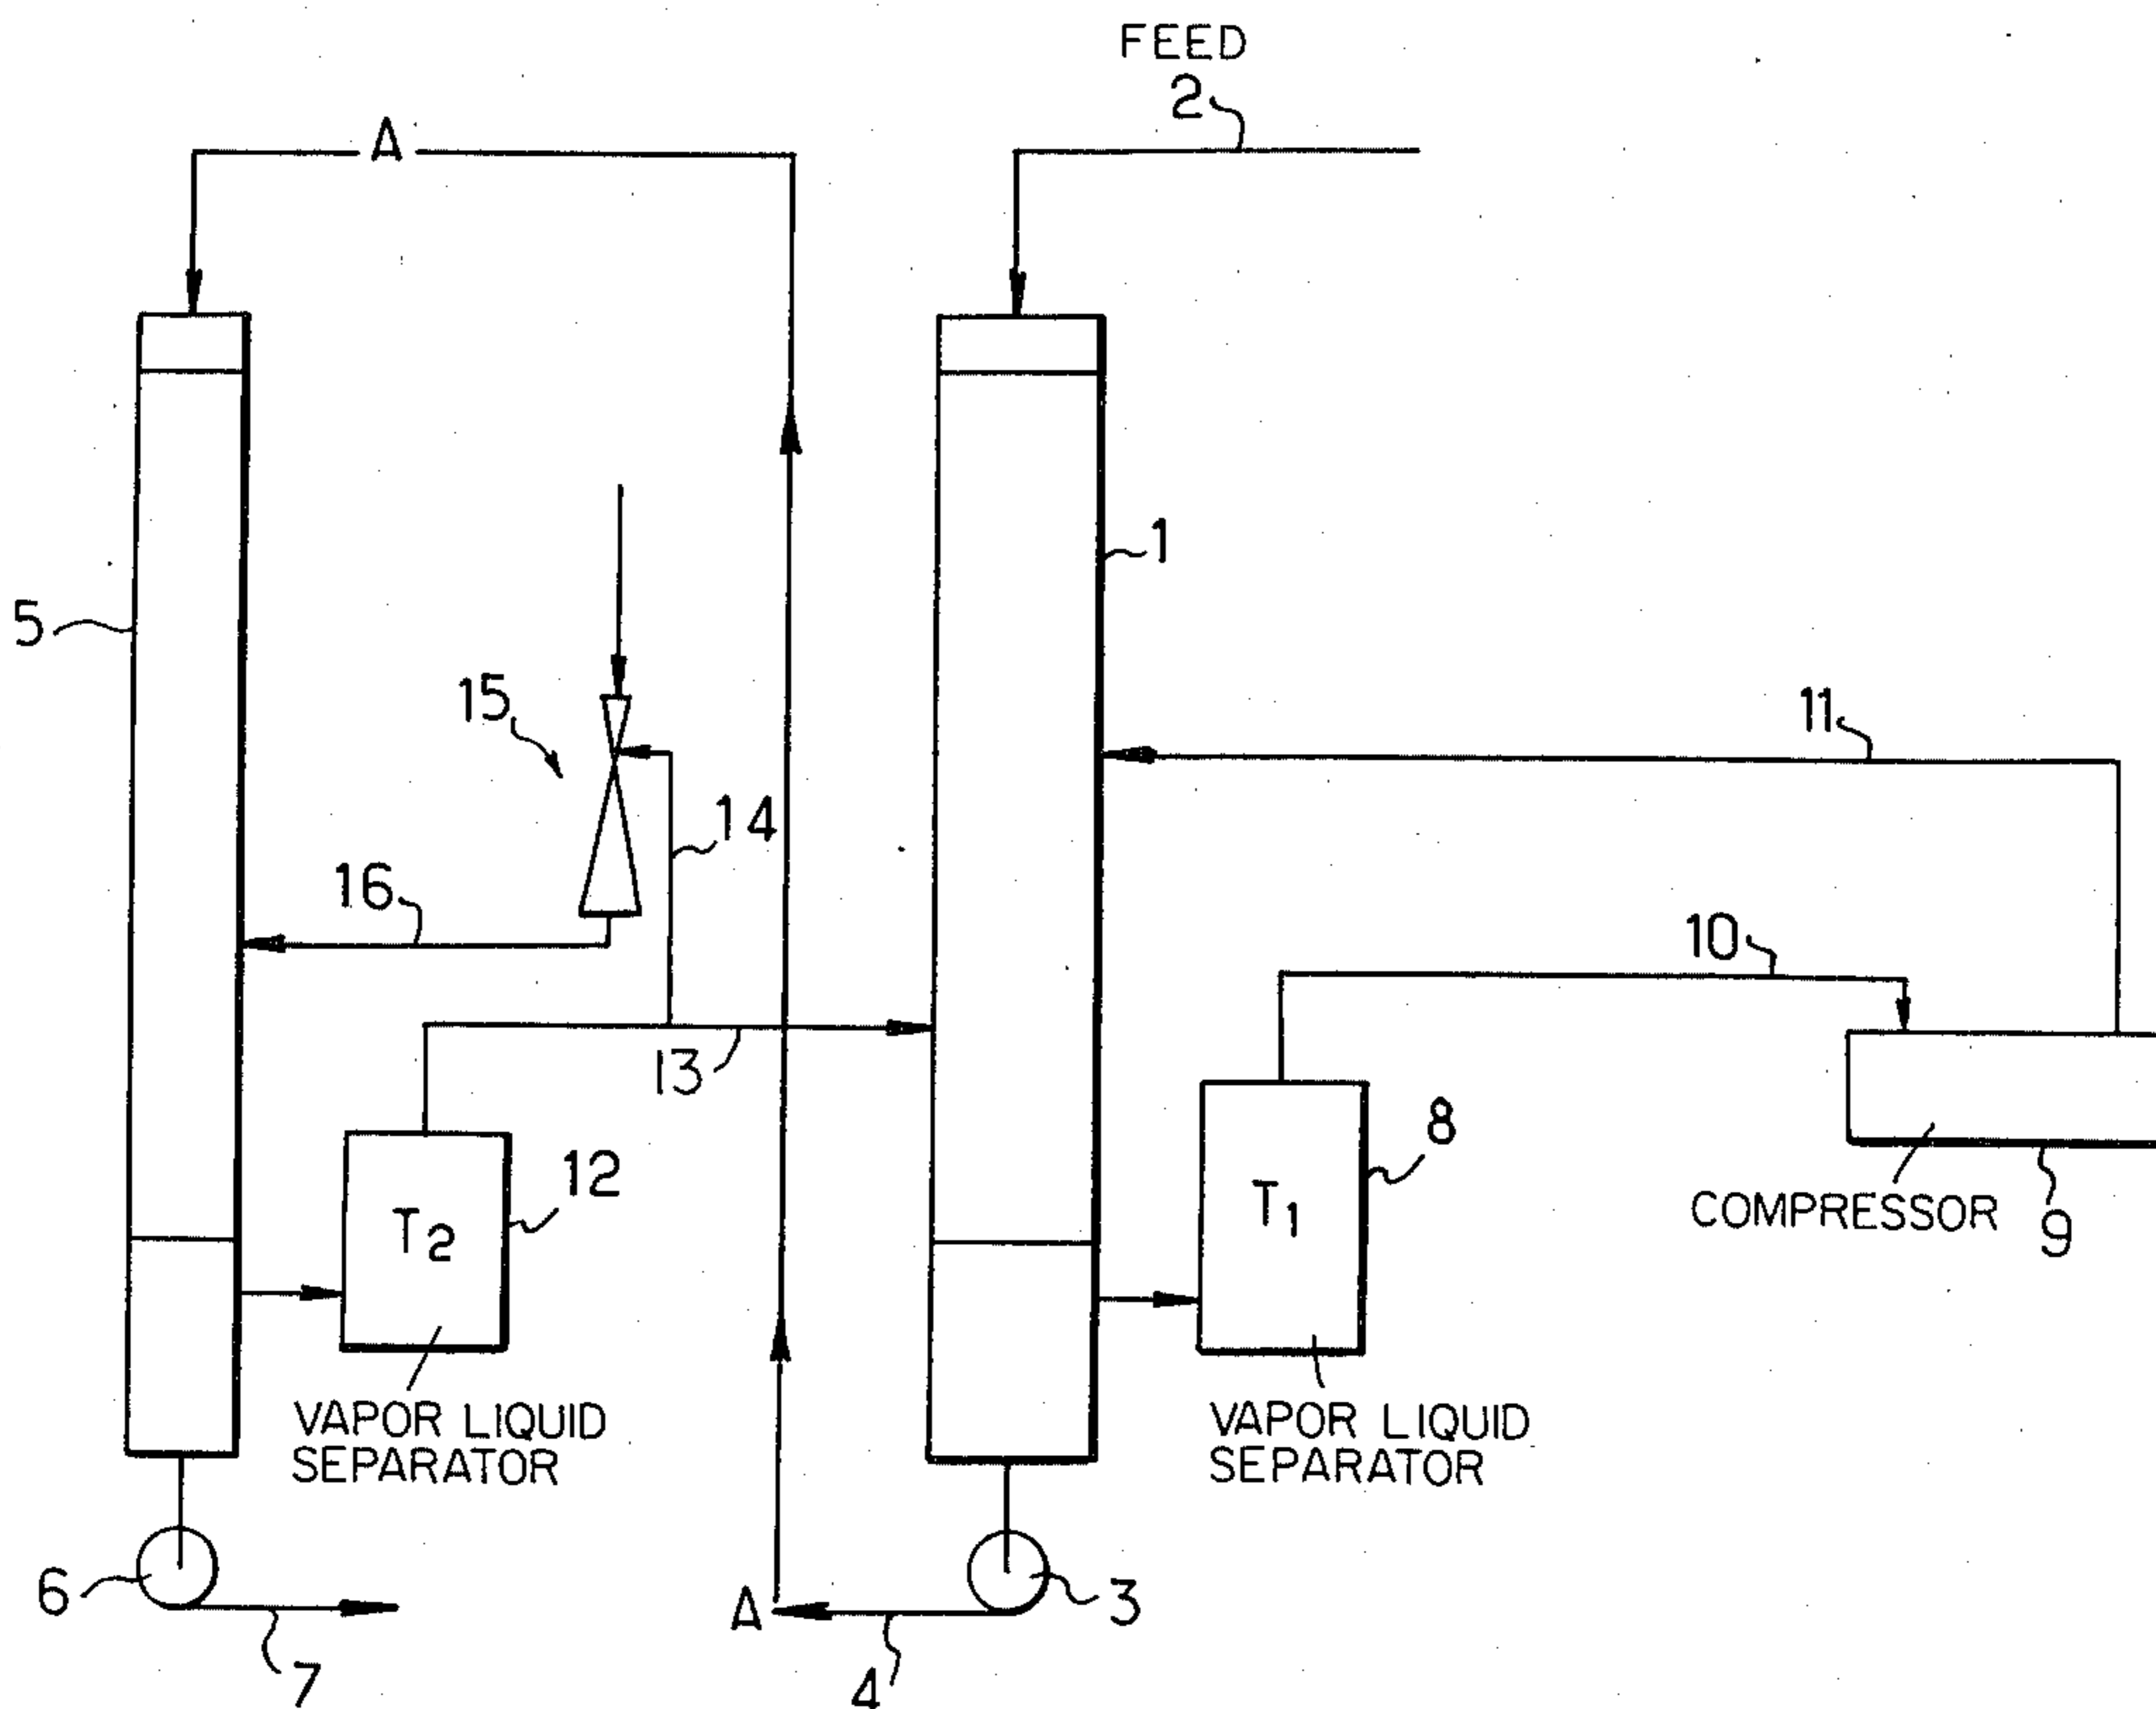 FEED
2
A
1
5
15
11
14
16
10
13
8
12
T1
T2
COMPRESSOR
9
VAPOR LIQUID
SEPARATOR
VAPOR LIQUID
SEPARATOR
6
A
3
7
4